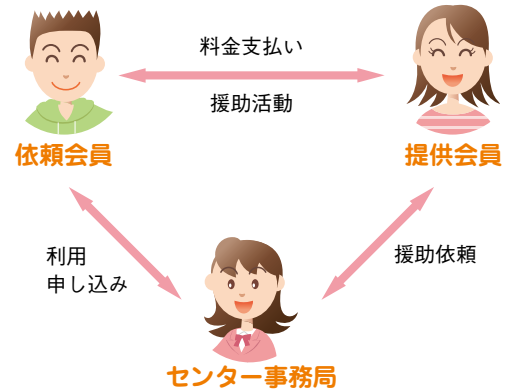 料金支払い
援助活動
依頼会員
提供会員
利用
申し込み
援助依頼
センター事務局